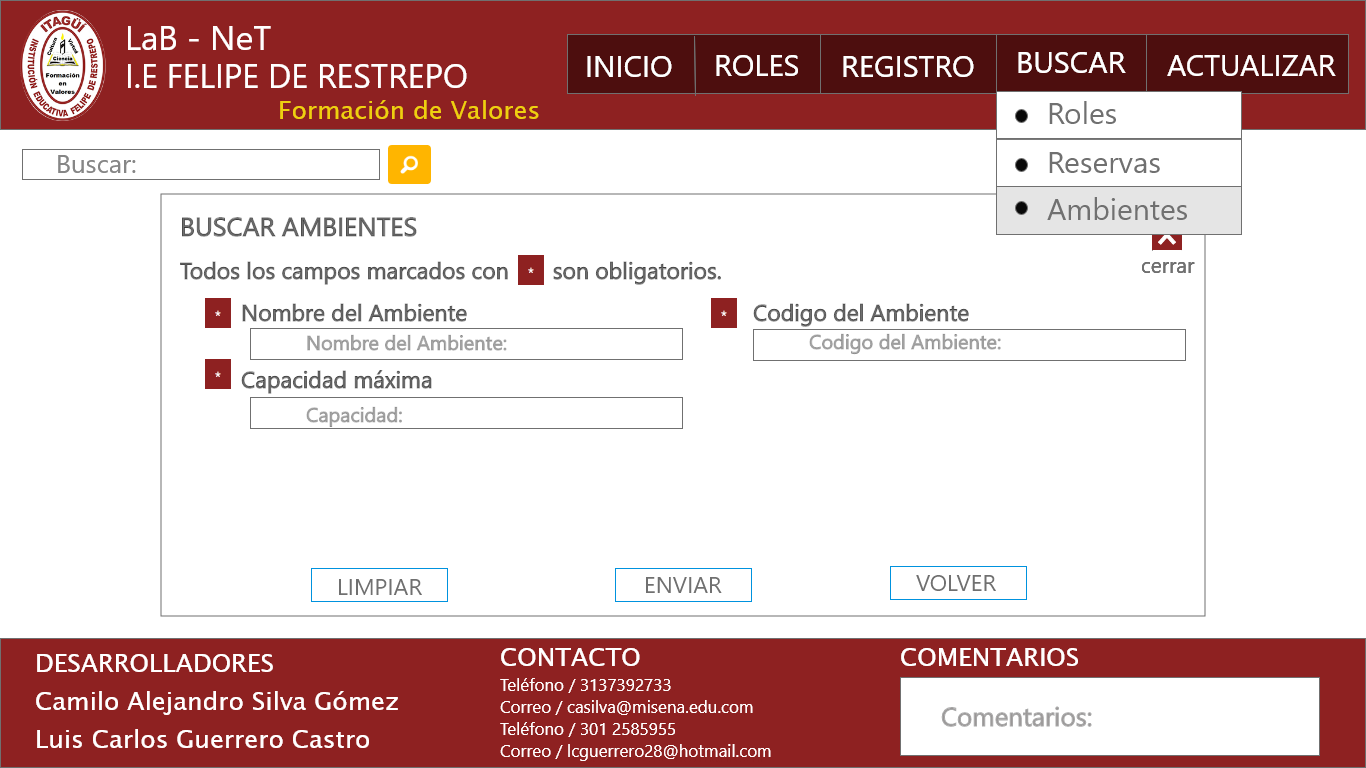 ITAGÜÍ
INSTITUCIÓN EDUCATIVA FELIPE DE RESTREPO
Ciencia
Formación
en
Valores
LaB - NeT
I.E FELIPE DE RESTREPO
Formación de Valores
INICIO
ROLES
REGISTRO
BUSCAR
ACTUALIZAR
Roles
Reservas
Ambientes
Buscar:
BUSCAR AMBIENTES
cerrar
Todos los campos marcados con * son obligatorios.
* Nombre del Ambiente
Nombre del Ambiente:
* Codigo del Ambiente
Codigo del Ambiente:
* Capacidad máxima
Capacidad:
LIMPIAR
ENVIAR
VOLVER
DESARROLLADORES
Camilo Alejandro Silva Gómez
Luis Carlos Guerrero Castro
CONTACTO
Teléfono / 3137392733
Correo / casilva@misena.edu.com
Teléfono / 301 2585955
Correo / lcguerrero28@hotmail.com
COMENTARIOS
Comentarios: